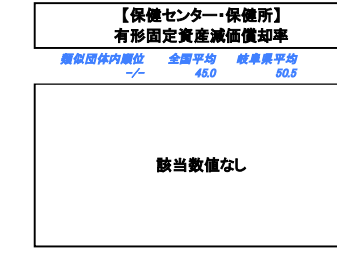 【保健センター・保健所】
有形固定資産減価償却率
類似団体内順位 全国平均 岐阜県平均
-/- 45.0 50.5
該当数値なし